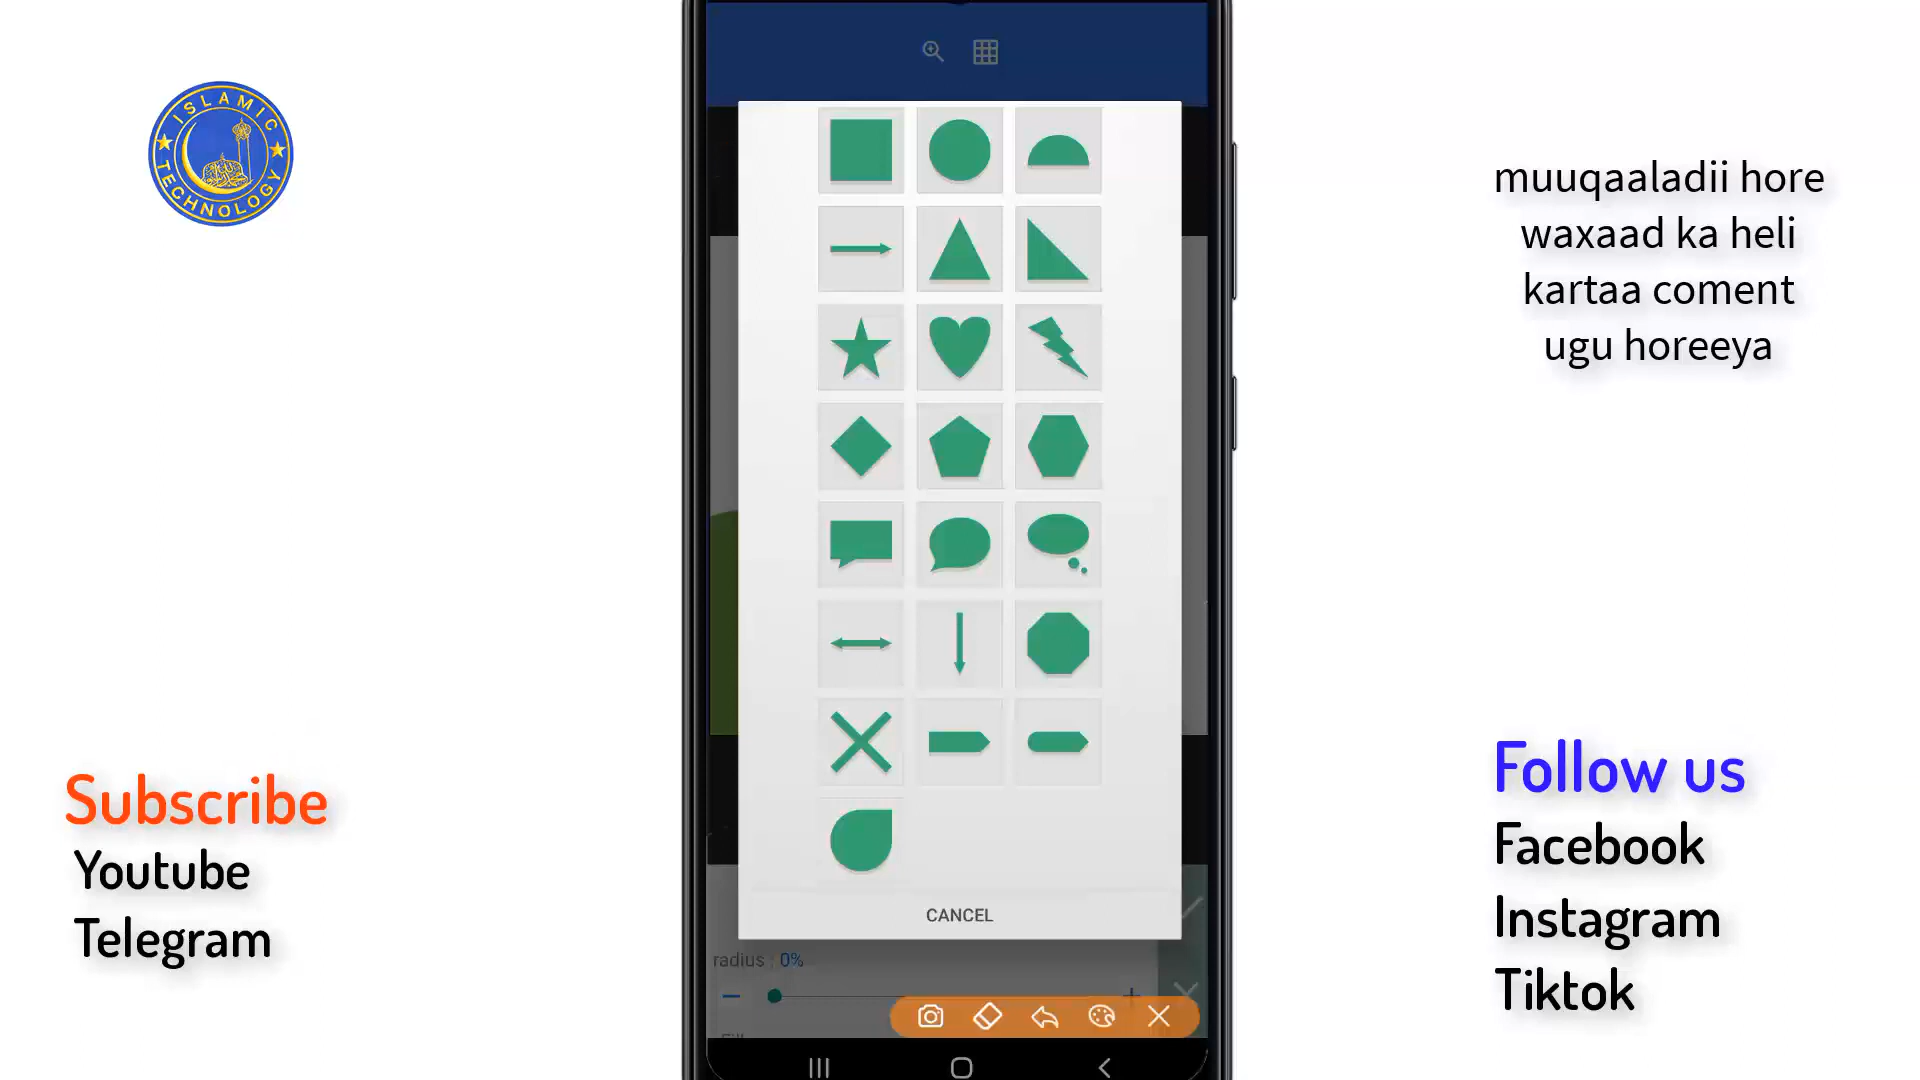 ISLAMIC
TECHNOLOGY
muuqaaladii hore
waxaad ka heli
kartaa coment
ugu horeeya
CANCEL
radius : 0%
Subscribe
Youtube
Telegram
Follow us
Facebook
Instagram
Tiktok